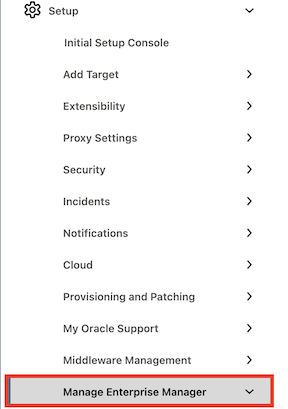 Setup
Initial Setup Console
Add Target
Extensibility
Proxy Settings
Security
Incidents
Notifications
Cloud
Provisioning and Patching
My Oracle Support
Middleware Management
Manage Enterprise Manager